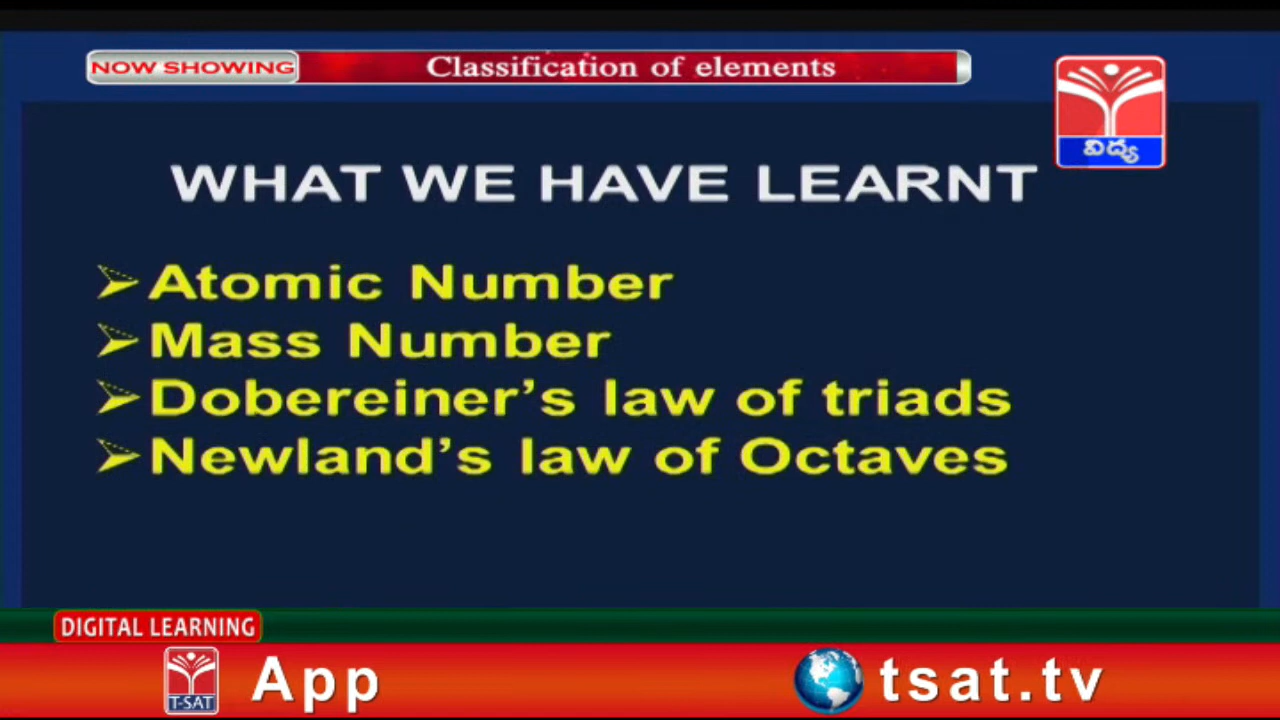 NOW SHOWING Classification of elements
విద్య
WHAT WE HAVE LEARNT
Atomic Number
Mass Number
Dobereiner’s law of triads
Newland’s law of Octaves
DIGITAL LEARNING
T-SAT App tsat.tv